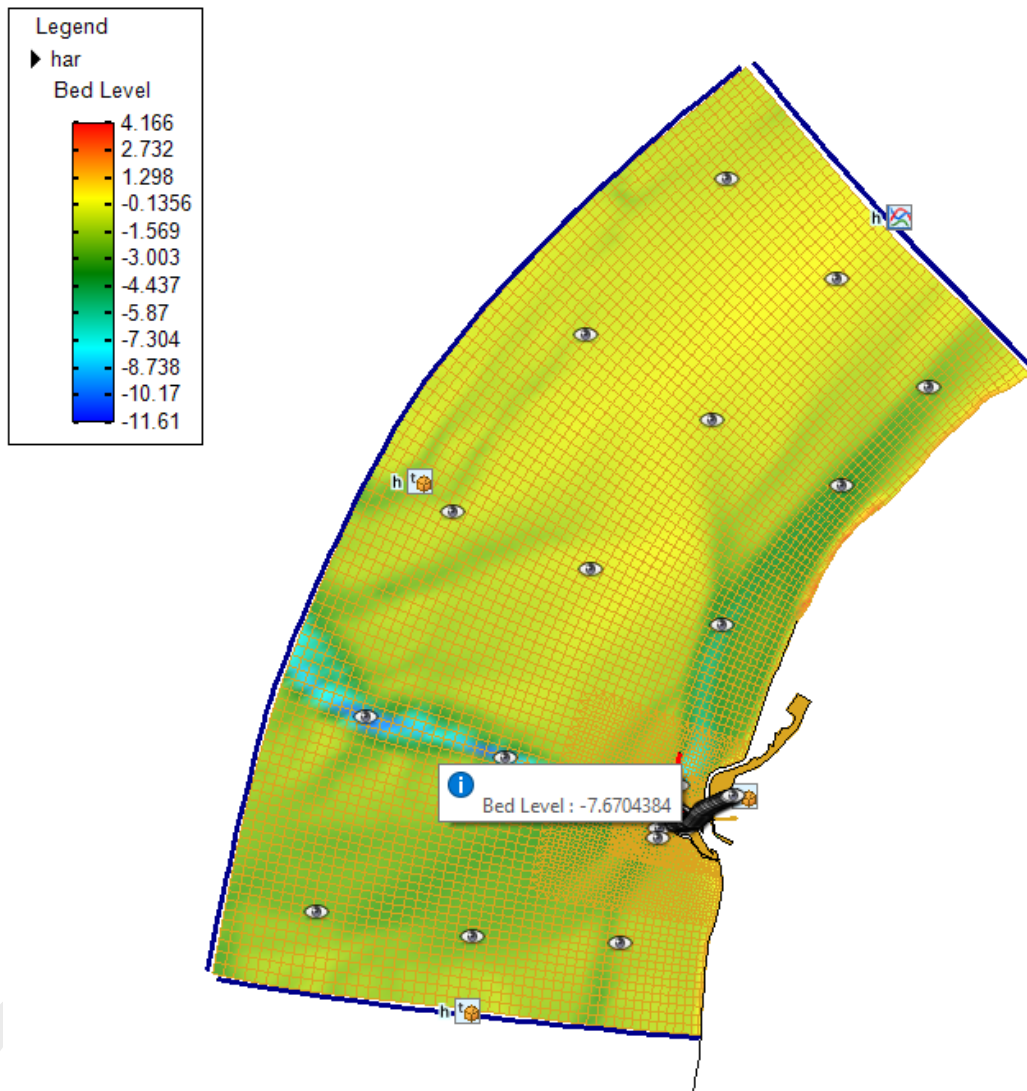 Legend
har
Bed Level
4.166
2.732
1.298
-0.1356
-1.569
-3.003
-4.437
-5.87
-7.304
-8.738
-10.17
-11.61
h
h t
Bed Level : -7.6704384
h t